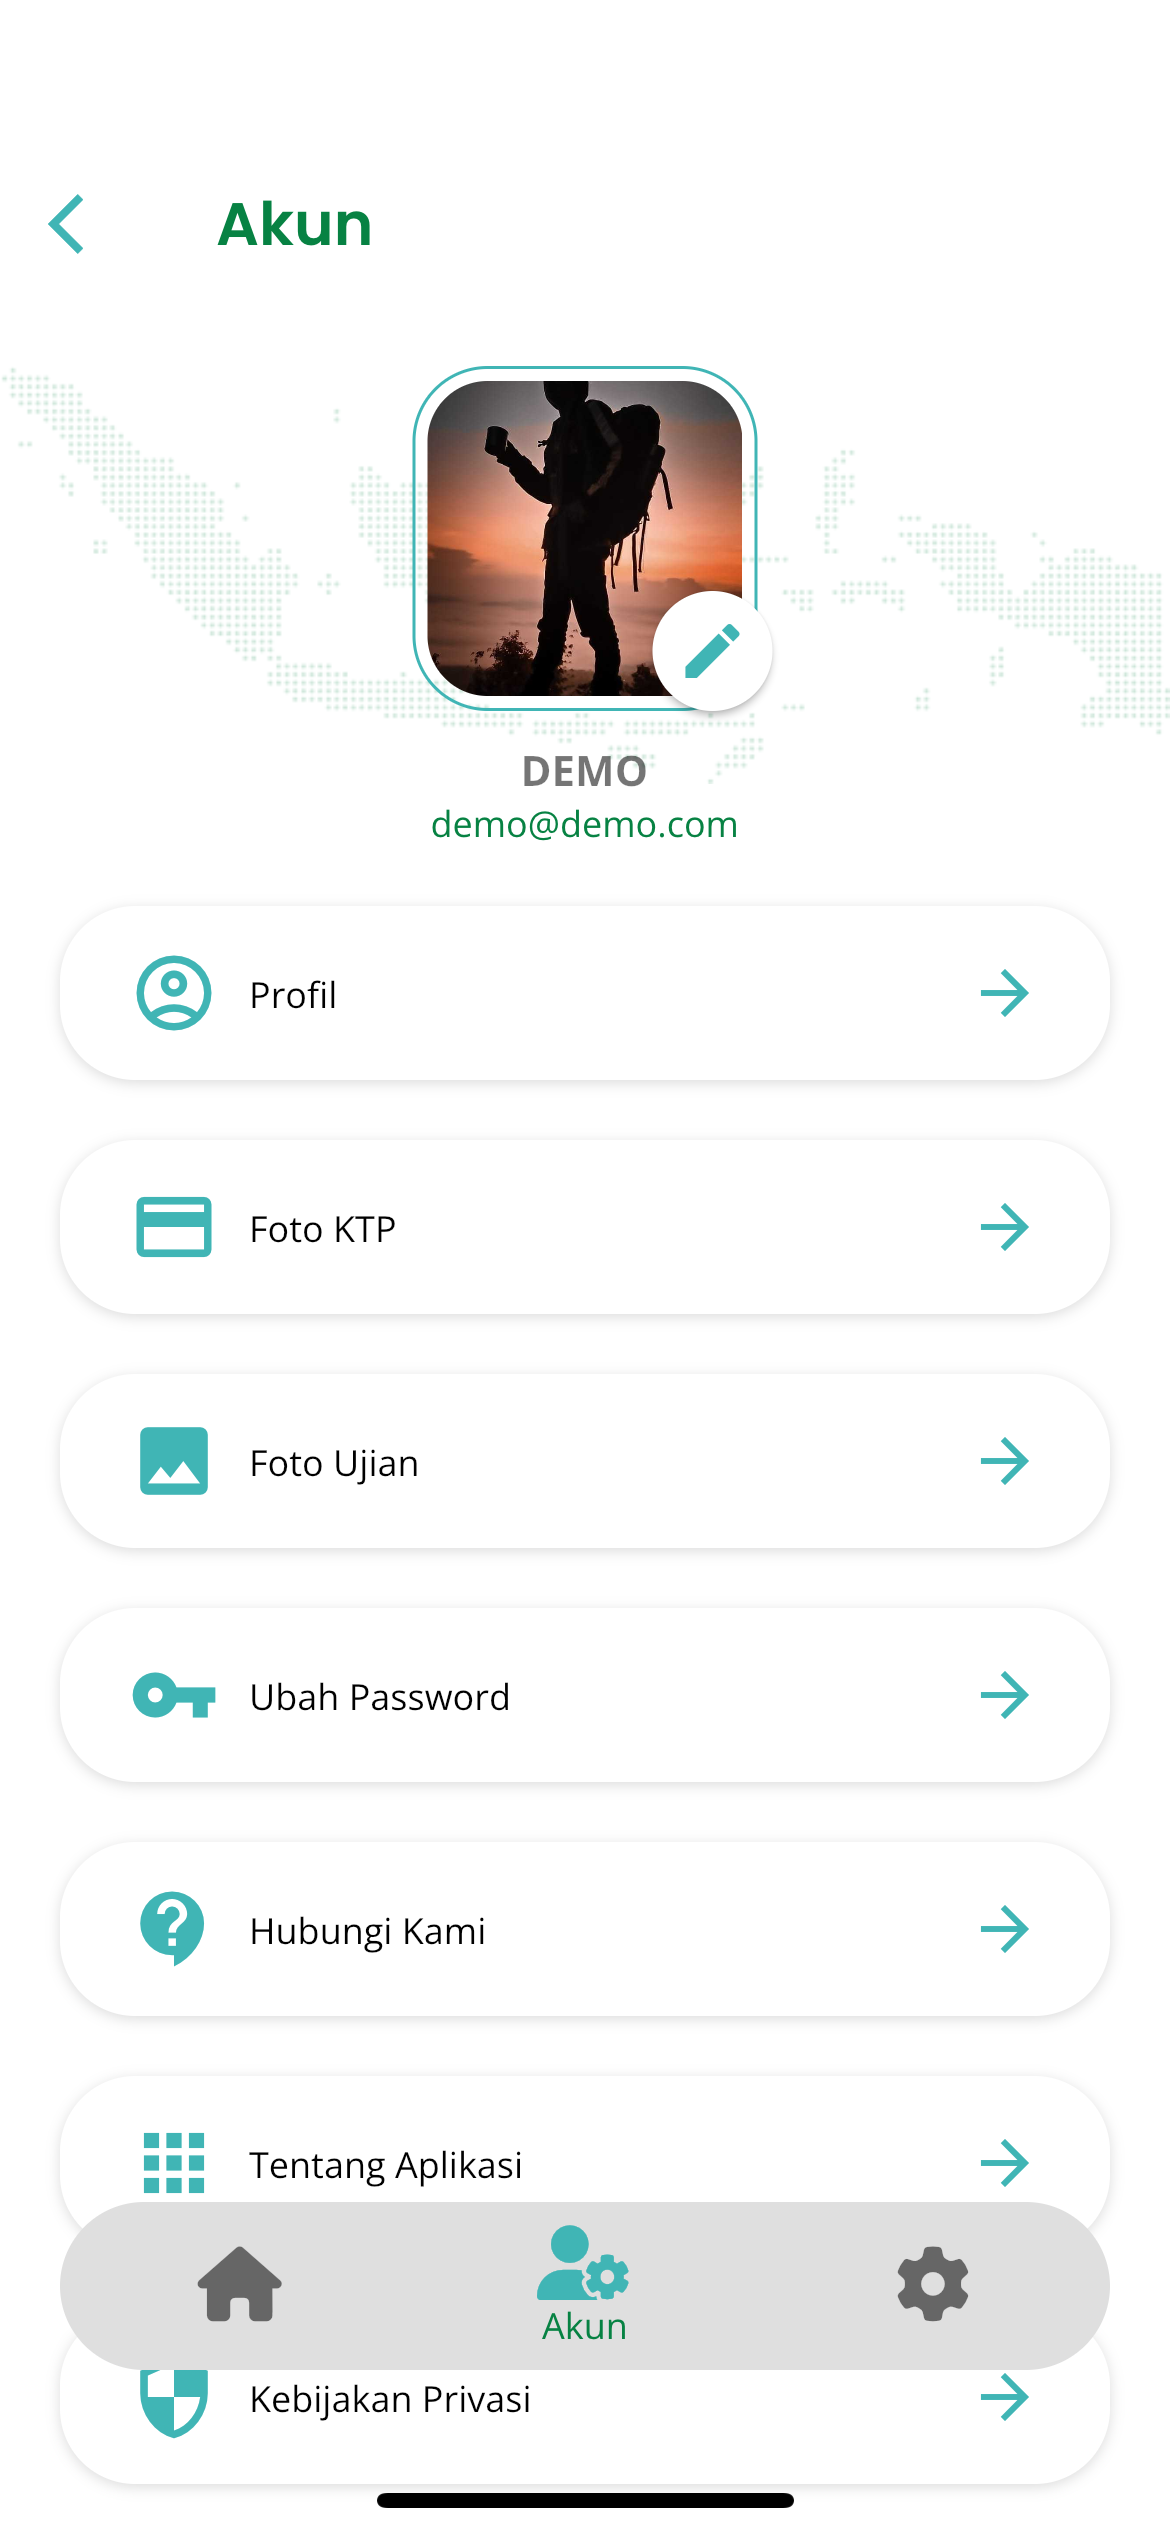 Akun
DEMO
demo@demo.com
Profil
Foto KTP
Foto Ujian
Ubah Password
Hubungi Kami
Tentang Aplikasi
Akun
Kebijakan Privasi